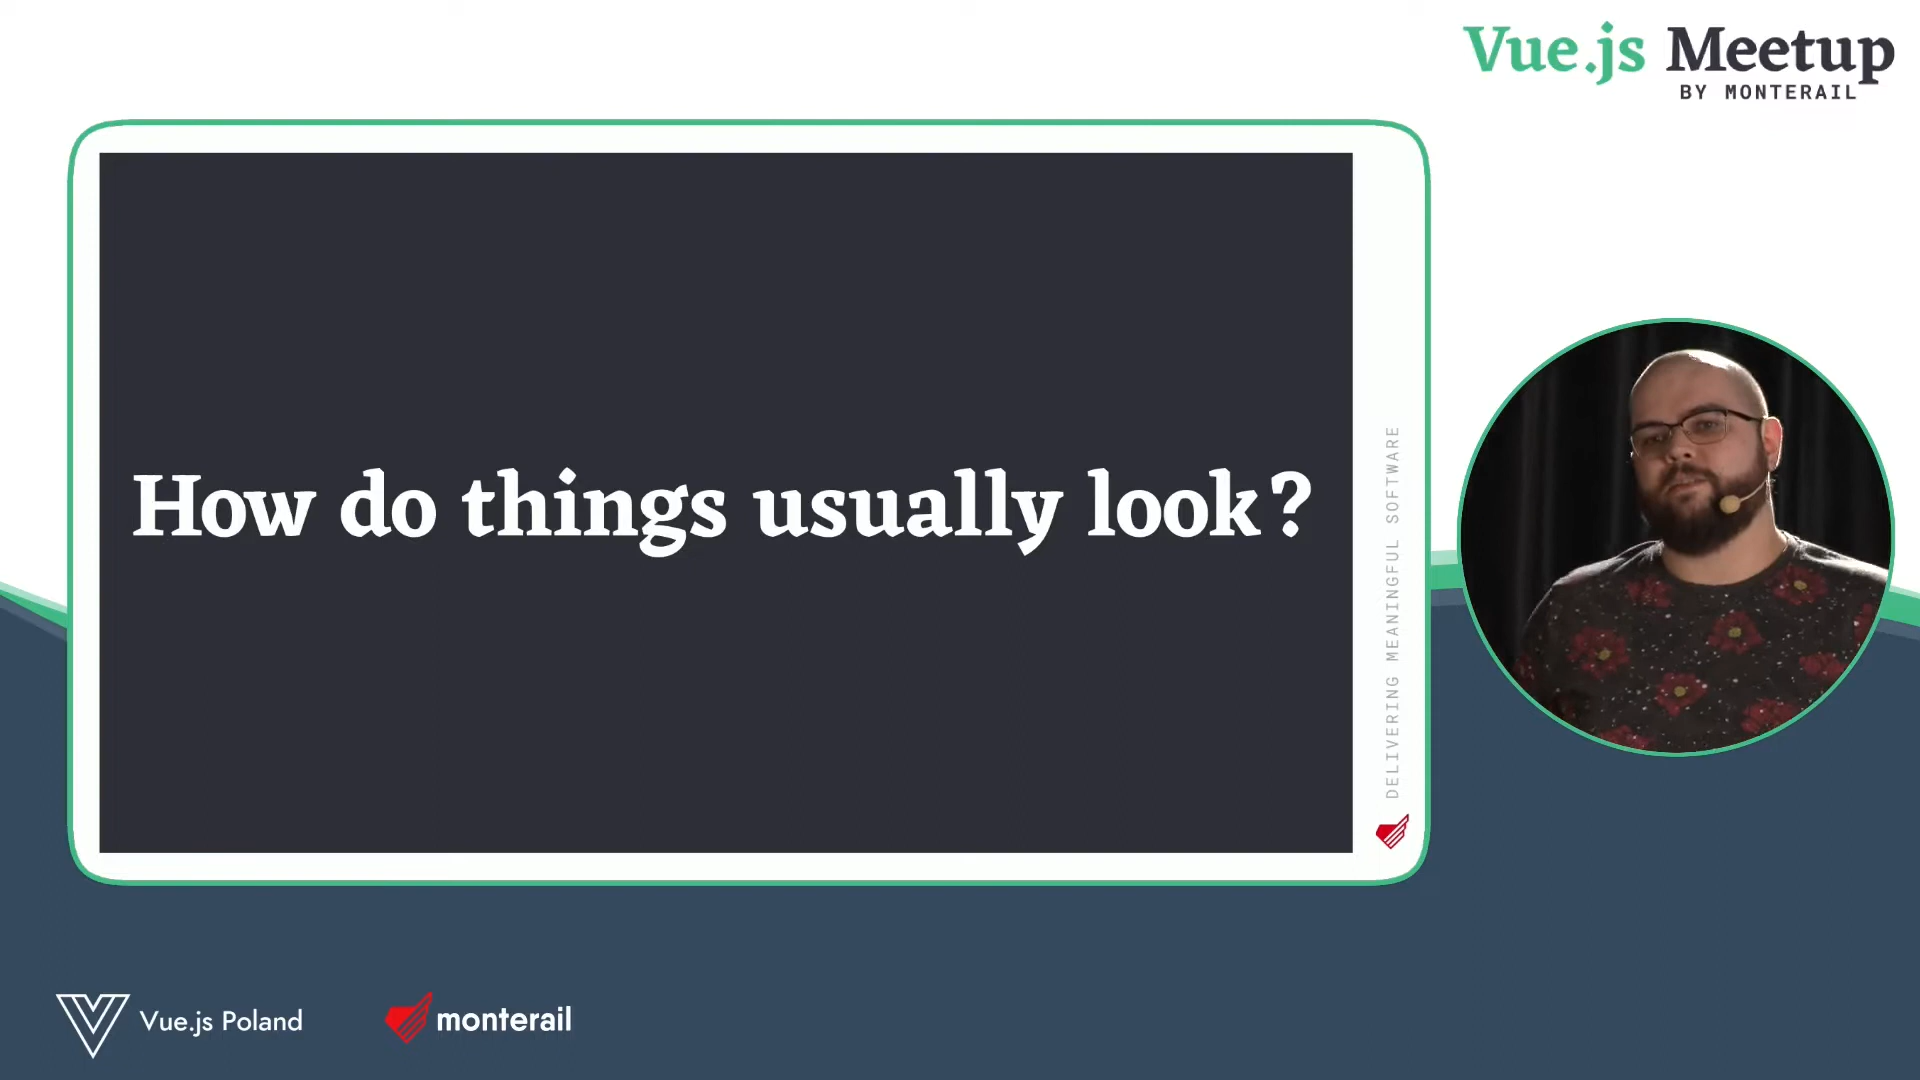 Vue.js Meetup
BY MONTERAIL
How do things usually look?
DELIVERING MEANINGFUL SOFTWARE
Vue.js Poland
monterail